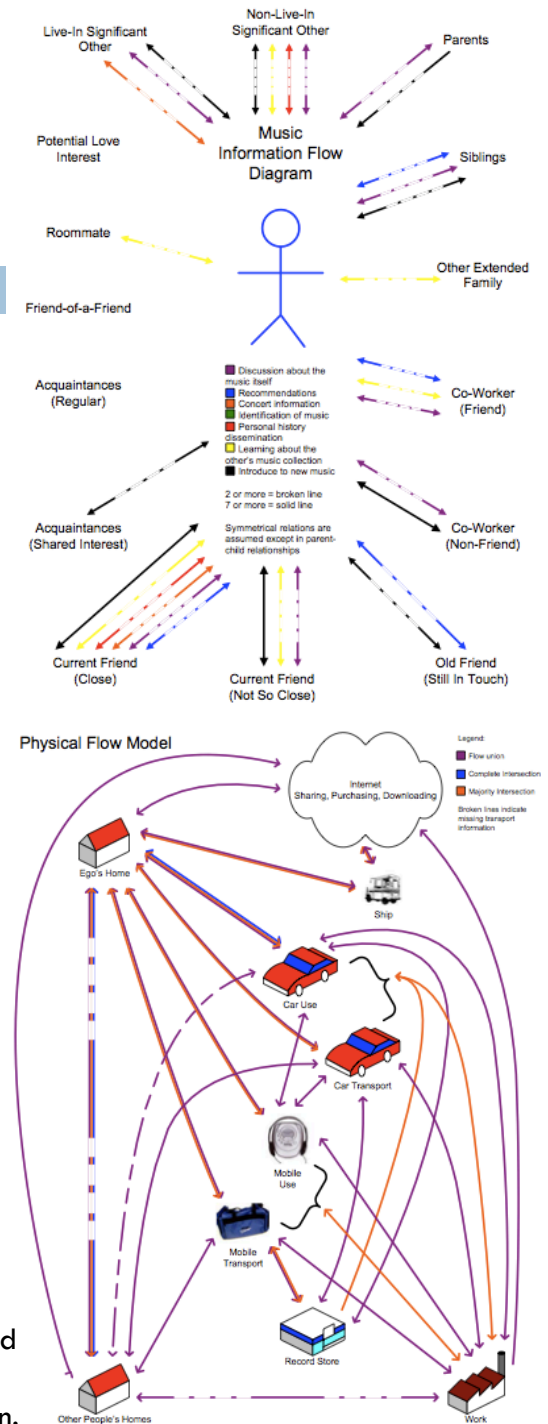 Non-Live-In
Significant Other
Live-In Significant
Other
Parents
Music
Information Flow
Diagram
Potential Love
Interest
Siblings
Roommate
Other Extended
Family
Friend-of-a-Friend
Discussion about the
music itself
Recommendations
Concert information
Identification of music
Personal history
dissemination
Learning about the
other's music collection
Introduce to new music
2 or more = broken line
7 or more = solid line
Symmetrical relations are
assumed except in parent-
child relationships
Acquaintances
(Regular)
Co-Worker
(Friend)
Acquaintances
(Shared Interest)
Co-Worker
(Non-Friend)
Current Friend
(Close)
Current Friend
(Not So Close)
Old Friend
(Still In Touch)
Physical Flow Model
Legend:
Flow union
Complete Intersection
Majority Intersection
Broken lines indicate
missing transport
information
Internet
Sharing, Purchasing, Downloading
Ego's Home
Ship
Car Use
Car Transport
Mobile
Use
Mobile
Transport
Record Store
Other People's Homes
Work
d
n.